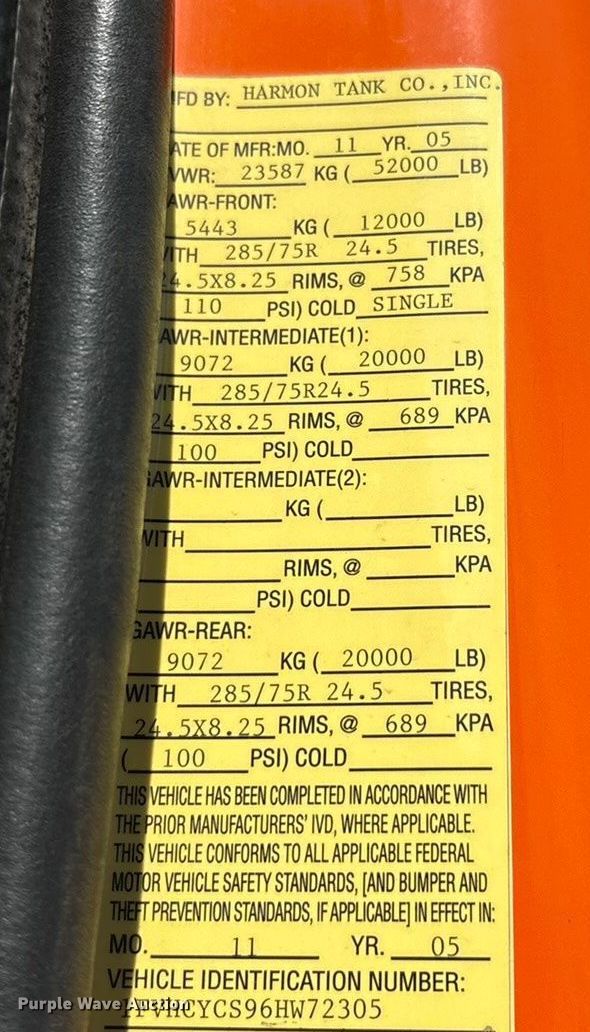 MFD BY: HARMON TANK CO., INC.
DATE OF MFR: MO. 11 YR. 05
GVWR: 23587 KG ( 52000 LB)
GAWR-FRONT:
5443 KG ( 12000 LB)
WITH 285/75R 24.5 TIRES,
24.5X8.25 RIMS, @ 758 KPA
110 PSI) COLD SINGLE
GAWR-INTERMEDIATE(1):
9072 KG ( 20000 LB)
WITH 285/75R24.5 TIRES,
24.5X8.25 RIMS, @ 689 KPA
100 PSI) COLD
GAWR-INTERMEDIATE(2):
KG ( LB)
WITH TIRES,
RIMS, @ KPA
PSI) COLD
GAWR-REAR:
9072 KG ( 20000 LB)
WITH 285/75R 24.5 TIRES,
24.5X8.25 RIMS, @ 689 KPA
( 100 PSI) COLD
THIS VEHICLE HAS BEEN COMPLETED IN ACCORDANCE WITH
THE PRIOR MANUFACTURERS' IVD, WHERE APPLICABLE.
THIS VEHICLE CONFORMS TO ALL APPLICABLE FEDERAL
MOTOR VEHICLE SAFETY STANDARDS, [AND BUMPER AND
THEFT PREVENTION STANDARDS, IF APPLICABLE] IN EFFECT IN:
MO. 11 YR. 05
VEHICLE IDENTIFICATION NUMBER:
Purple Wave Auction